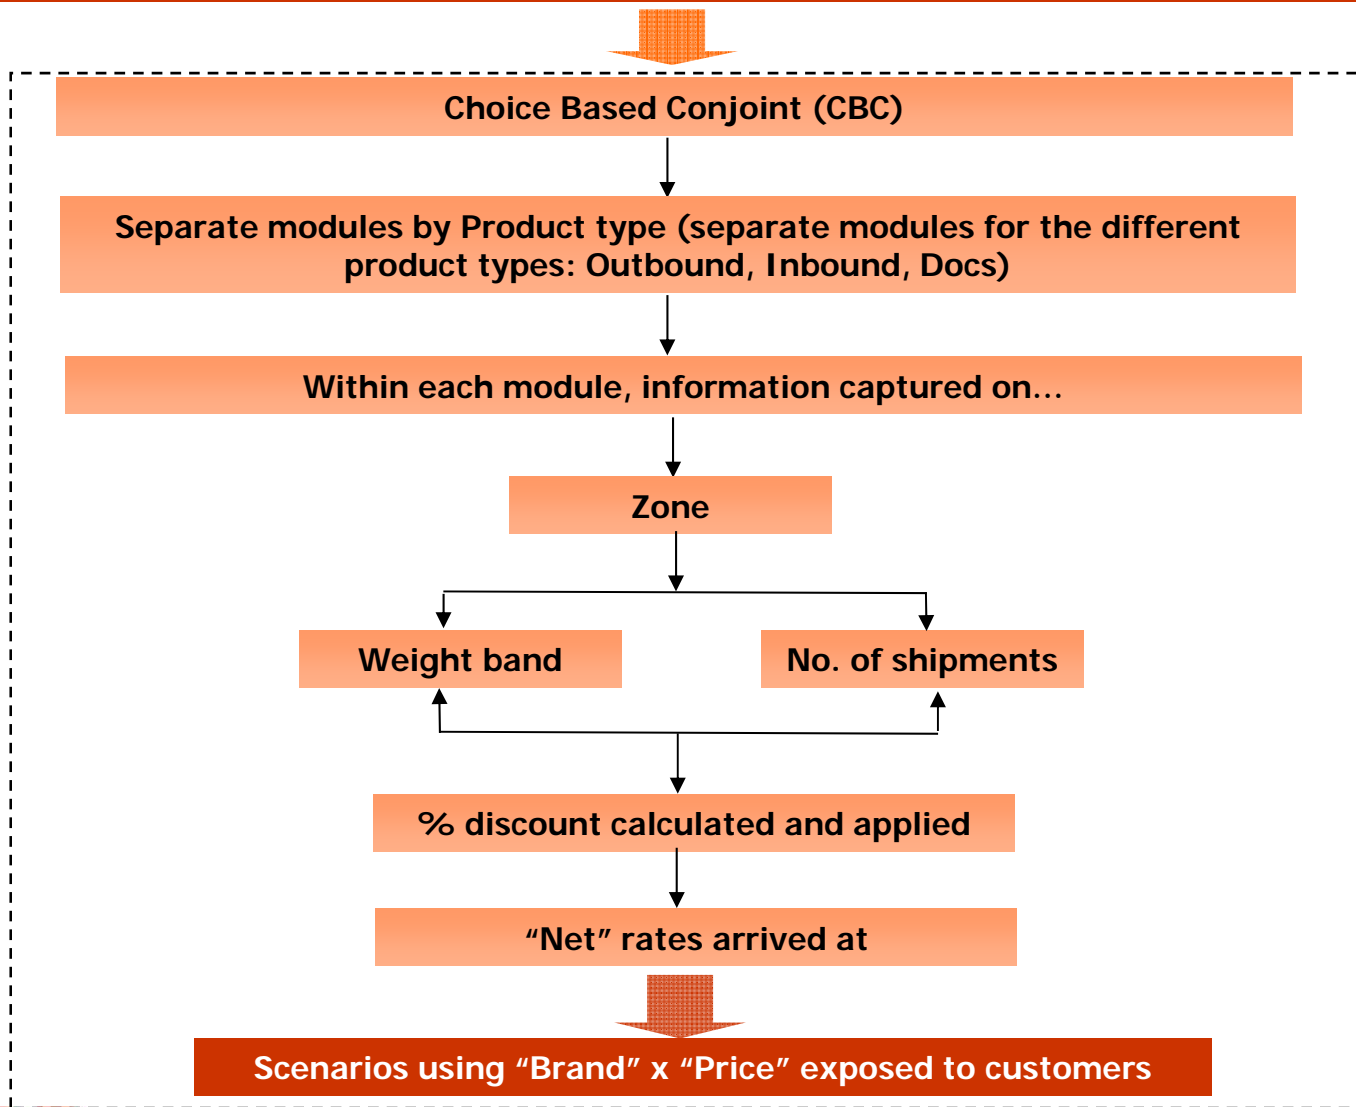 Choice Based Conjoint (CBC)
Separate modules by Product type (separate modules for the different
product types: Outbound, Inbound, Docs)
Within each module, information captured on…
Zone
Weight band
No. of shipments
% discount calculated and applied
“Net” rates arrived at
Scenarios using “Brand” x “Price” exposed to customers